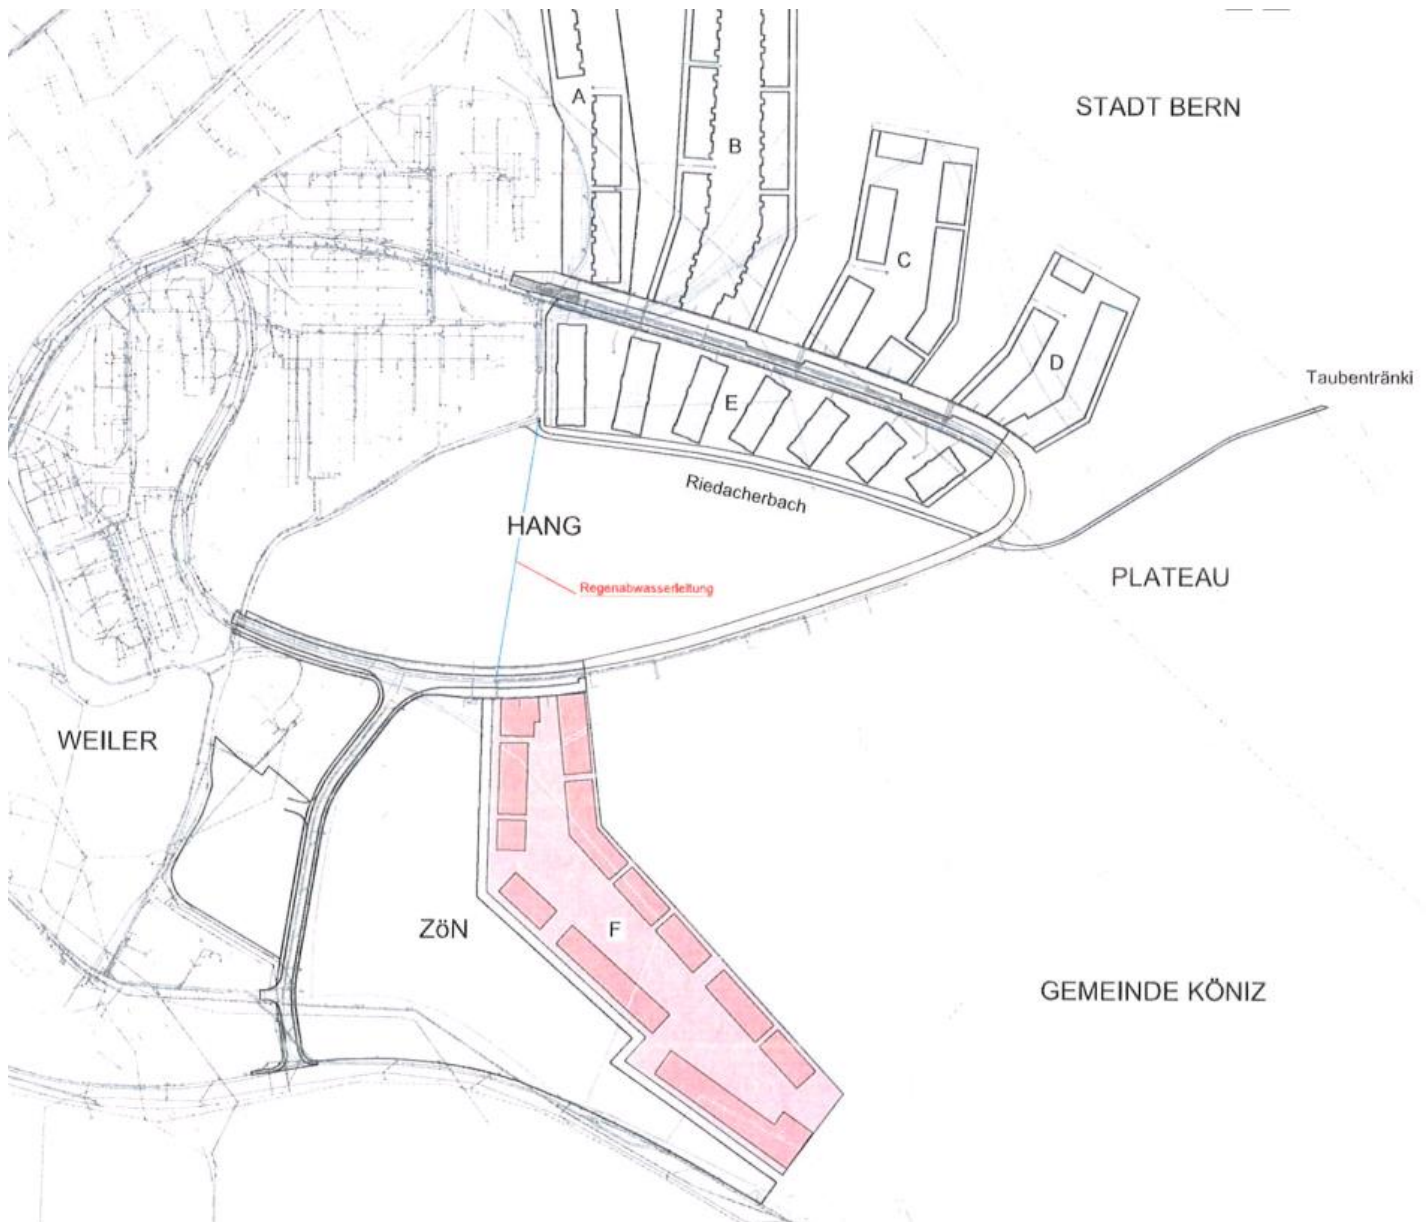 A
STADT BERN
B
C
D
Taubentränki
E
Riedacherbach
HANG
PLATEAU
Regenabwasserleitung
WEILER
ZöN
F
GEMEINDE KÖNIZ